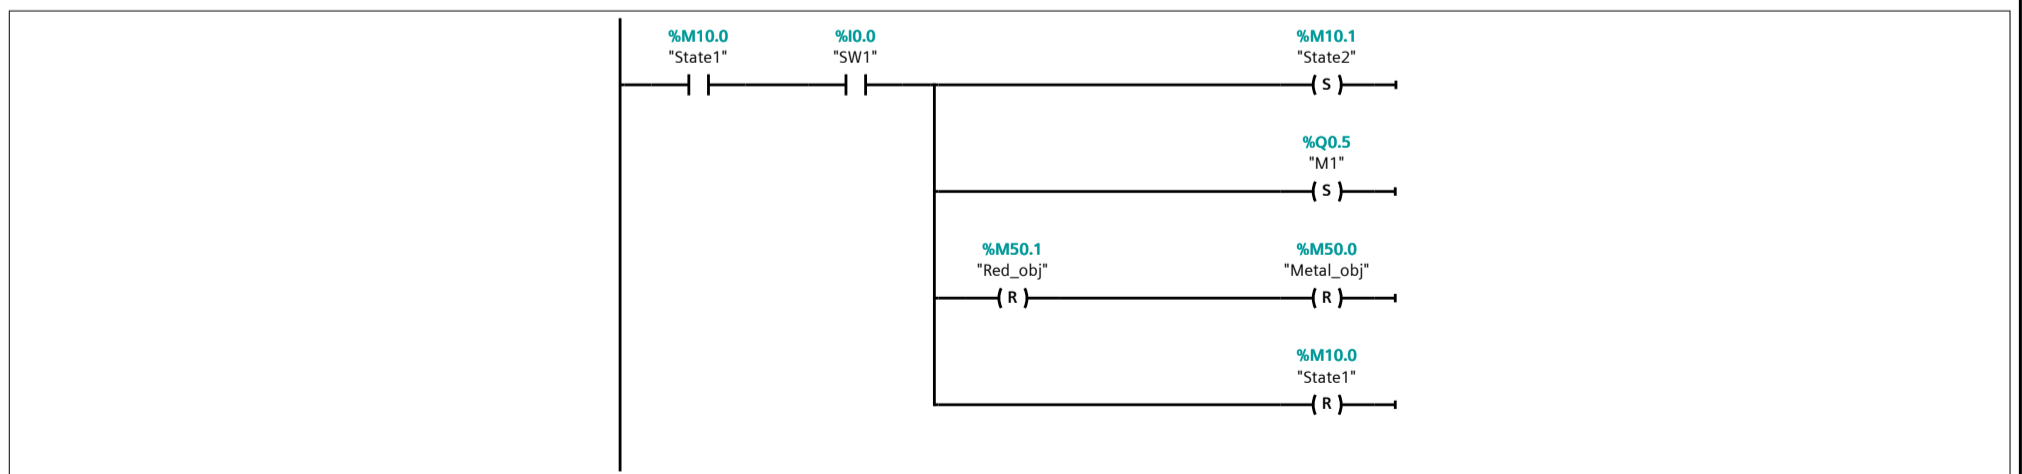 %M10.0 %I0.0 %M10.1
"State1" "SW1" "State2"
S
%Q0.5
"M1"
S
%M50.1 %M50.0
"Red_obj" "Metal_obj"
R R
%M10.0
"State1"
R